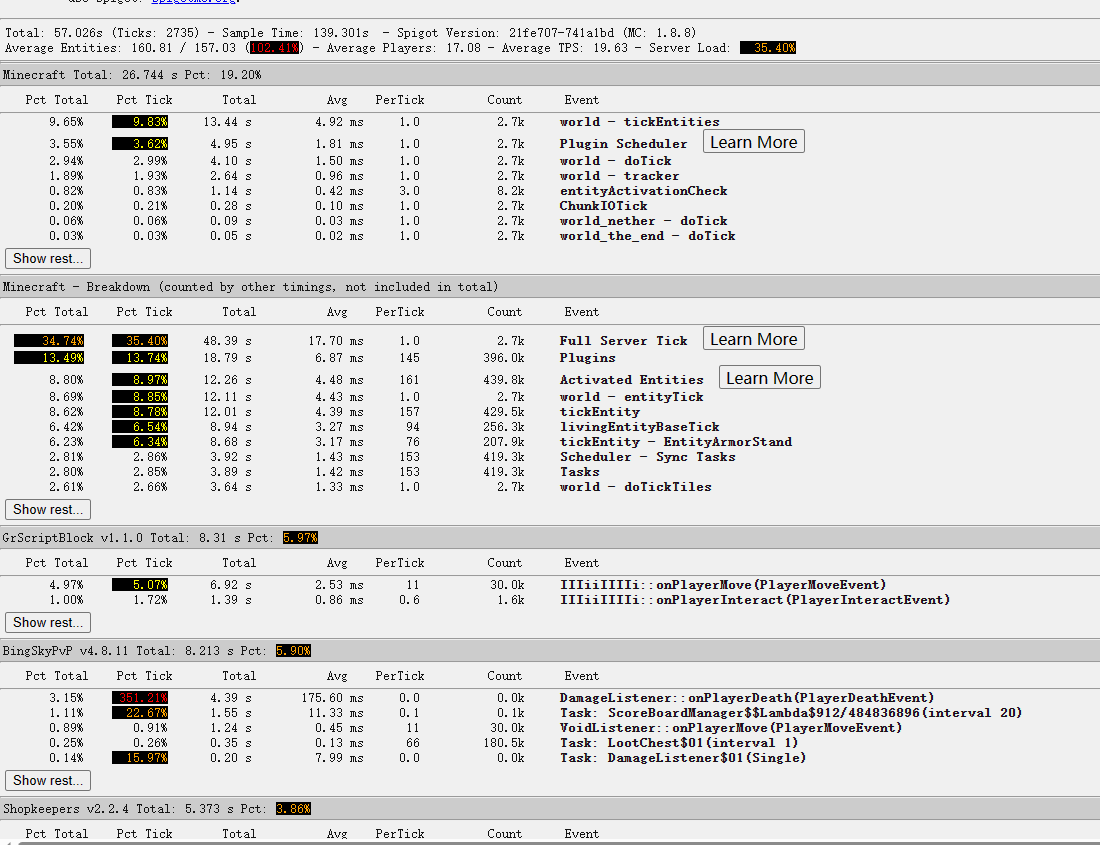 Total: 57.026s (Ticks: 2735) - Sample Time: 139.301s - Spigot Version: 21fe707-741a1bd (MC: 1.8.8)
Average Entities: 160.81 / 157.03 (102.41%) - Average Players: 17.08 - Average TPS: 19.63 - Server Load: 35.40%
Minecraft Total: 26.744 s Pct: 19.20%
Pct Total Pct Tick Total Avg PerTick Count Event
9.65% 9.83% 13.44 s 4.92 ms 1.0 2.7k world - tickEntities
3.55% 3.62% 4.95 s 1.81 ms 1.0 2.7k Plugin Scheduler Learn More
2.94% 2.99% 4.10 s 1.50 ms 1.0 2.7k world - doTick
1.89% 1.93% 2.64 s 0.96 ms 1.0 2.7k world - tracker
0.82% 0.83% 1.14 s 0.42 ms 3.0 8.2k entityActivationCheck
0.20% 0.21% 0.28 s 0.10 ms 1.0 2.7k ChunkIOTick
0.06% 0.06% 0.09 s 0.03 ms 1.0 2.7k world_nether - doTick
0.03% 0.03% 0.05 s 0.02 ms 1.0 2.7k world_the_end - doTick
Show rest...
Minecraft - Breakdown (counted by other timings, not included in total)
Pct Total Pct Tick Total Avg PerTick Count Event
34.74% 35.40% 48.39 s 17.70 ms 1.0 2.7k Full Server Tick Learn More
13.49% 13.74% 18.79 s 6.87 ms 145 396.0k Plugins
8.80% 8.97% 12.26 s 4.48 ms 161 439.8k Activated Entities Learn More
8.69% 8.85% 12.11 s 4.43 ms 1.0 2.7k world - entityTick
8.62% 8.78% 12.01 s 4.39 ms 157 429.5k tickEntity
6.42% 6.54% 8.94 s 3.27 ms 94 256.3k livingEntityBaseTick
6.23% 6.34% 8.68 s 3.17 ms 76 207.9k tickEntity - EntityArmorStand
2.81% 2.86% 3.92 s 1.43 ms 153 419.3k Scheduler - Sync Tasks
2.80% 2.85% 3.89 s 1.42 ms 153 419.3k Tasks
2.61% 2.66% 3.64 s 1.33 ms 1.0 2.7k world - doTickTiles
Show rest...
GrScriptBlock v1.1.0 Total: 8.31 s Pct: 5.97%
Pct Total Pct Tick Total Avg PerTick Count Event
4.97% 5.07% 6.92 s 2.53 ms 11 30.0k IIIiiIIIIi::onPlayerMove(PlayerMoveEvent)
1.00% 1.72% 1.39 s 0.86 ms 0.6 1.6k IIIiiIIIIi::onPlayerInteract(PlayerInteractEvent)
Show rest...
BingSkyPvP v4.8.11 Total: 8.213 s Pct: 5.90%
Pct Total Pct Tick Total Avg PerTick Count Event
3.15% 351.21% 4.39 s 175.60 ms 0.0 0.0k DamageListener::onPlayerDeath(PlayerDeathEvent)
1.11% 22.67% 1.55 s 11.33 ms 0.1 0.1k Task: ScoreBoardManager$$Lambda$912/484836896(interval 20)
0.89% 0.91% 1.24 s 0.45 ms 11 30.0k VoidListener::onPlayerMove(PlayerMoveEvent)
0.25% 0.26% 0.35 s 0.13 ms 66 180.5k Task: LootChest$01(interval 1)
0.14% 15.97% 0.20 s 7.99 ms 0.0 0.0k Task: DamageListener$01(Single)
Show rest...
Shopkeepers v2.2.4 Total: 5.373 s Pct: 3.86%
Pct Total Pct Tick Total Avg PerTick Count Event